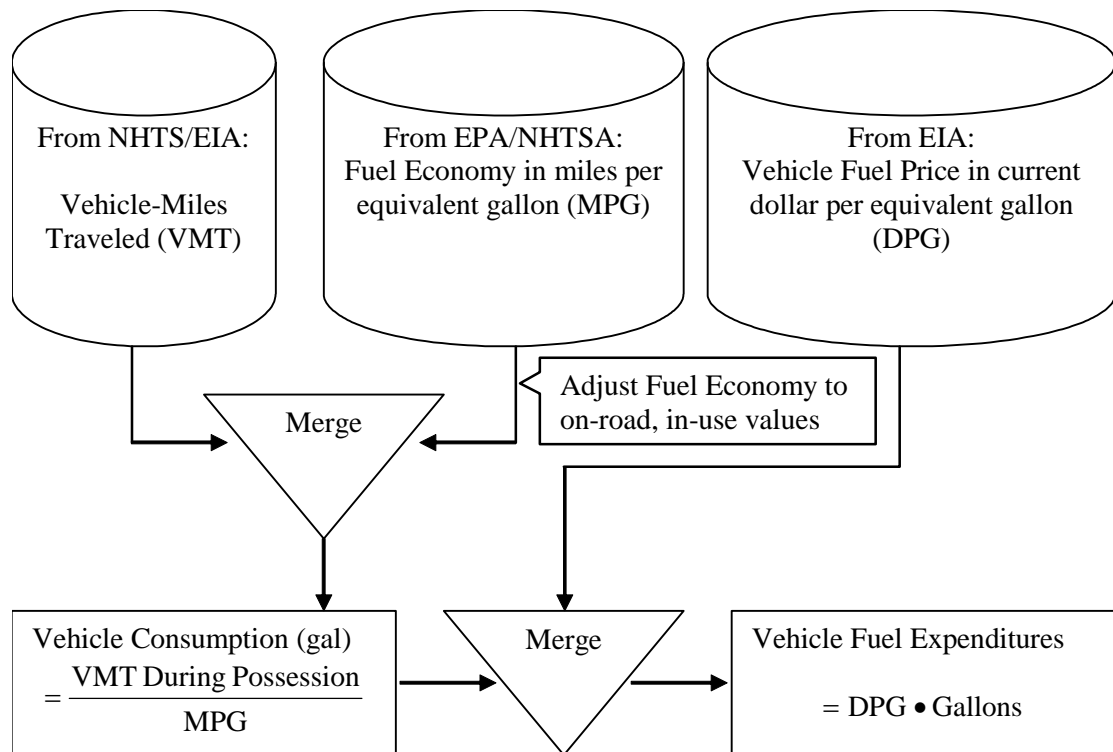 From NHTS/EIA:
Vehicle-Miles
Traveled (VMT)
From EPA/NHTSA:
Fuel Economy in miles per
equivalent gallon (MPG)
From EIA:
Vehicle Fuel Price in current
dollar per equivalent gallon
(DPG)
Adjust Fuel Economy to
on-road, in-use values
Merge
Vehicle Consumption (gal)
= VMT During Possession
MPG
Merge
Vehicle Fuel Expenditures
= DPG • Gallons